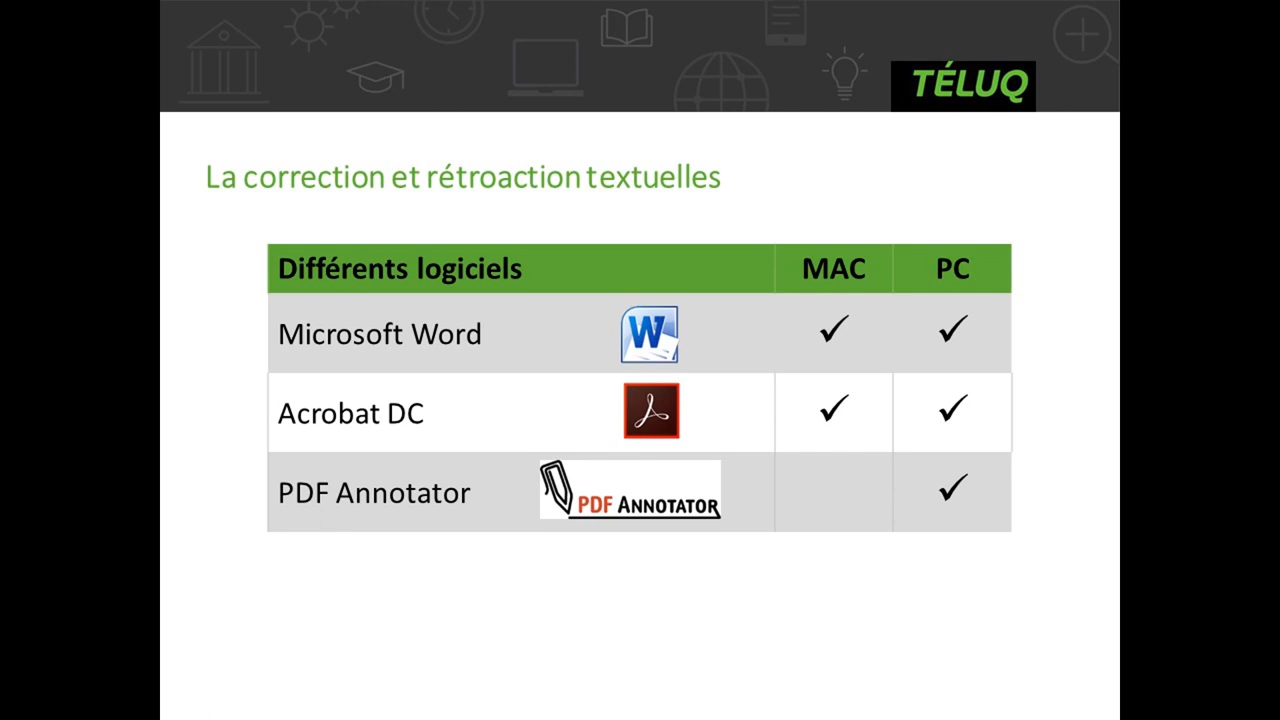 TÉLUQ
La correction et rétroaction textuelles
Différents logiciels MAC PC
Microsoft Word W ✓ ✓
Acrobat DC ✓ ✓
PDF Annotator PDF ANNOTATOR ✓